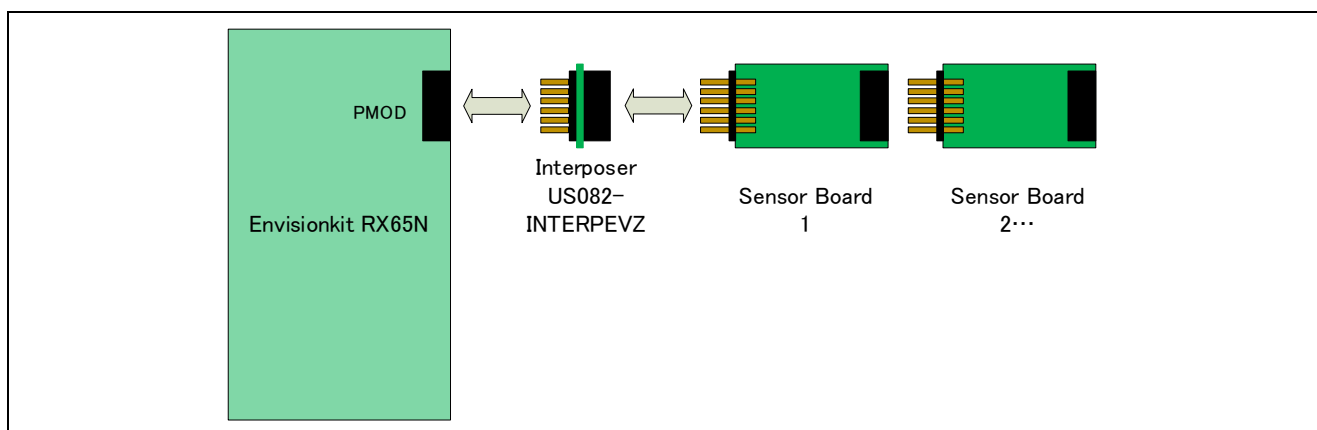 PMOD
Envisionkit RX65N
Interposer
US082-
INTERPEVZ
Sensor Board
1
Sensor Board
2…